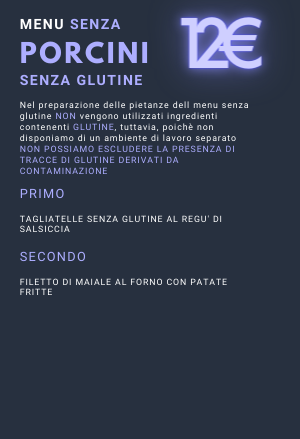 MENU SENZA
12€
PORCINI
SENZA GLUTINE
Nel preparazione delle pietanze dell menu senza
glutine NON vengono utilizzati ingredienti
contenenti GLUTINE, tuttavia, poichè non
disponiamo di un ambiente di lavoro separato
NON POSSIAMO ESCLUDERE LA PRESENZA DI
TRACCE DI GLUTINE DERIVATI DA
CONTAMINAZIONE
PRIMO
TAGLIATELLE SENZA GLUTINE AL REGU' DI
SALSICCIA
SECONDO
FILETTO DI MAIALE AL FORNO CON PATATE
FRITTE